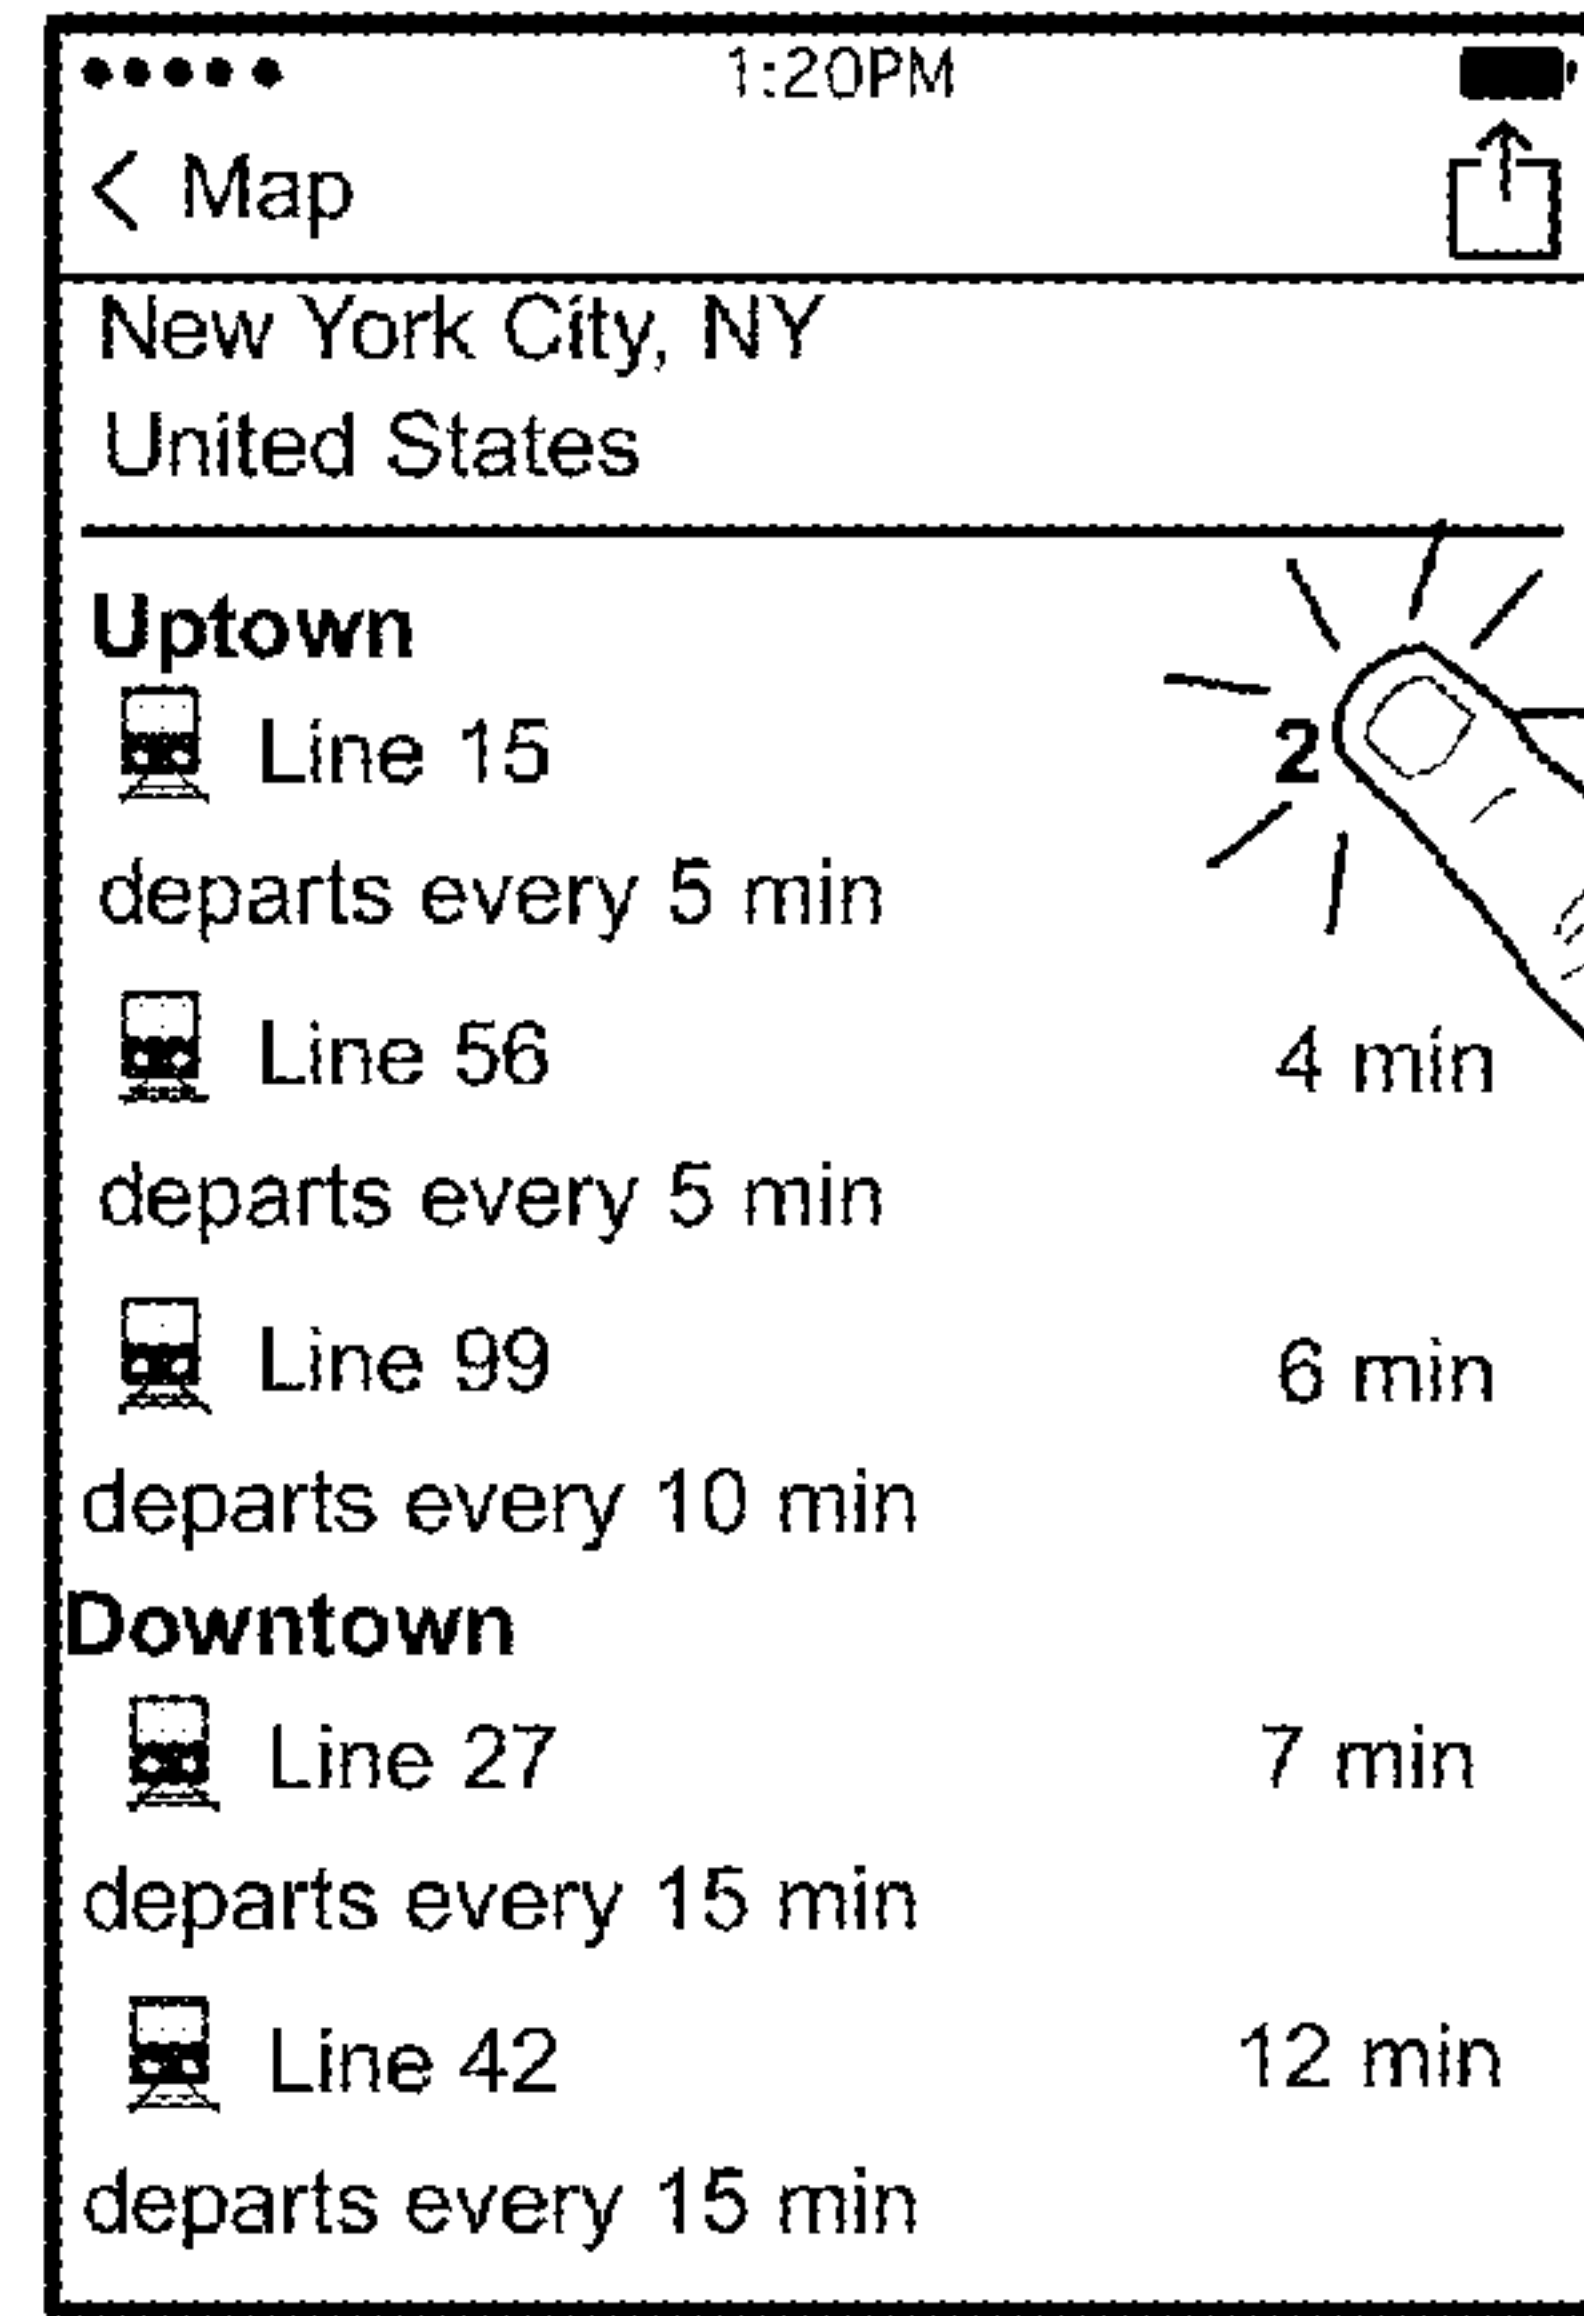 1:20PM
Map
New York City, NY
United States
Uptown
Line 15 2
departs every 5 min
Line 56 4 min
departs every 5 min
Line 99 6 min
departs every 10 min
Downtown
Line 27 7 min
departs every 15 min
Line 42 12 min
departs every 15 min